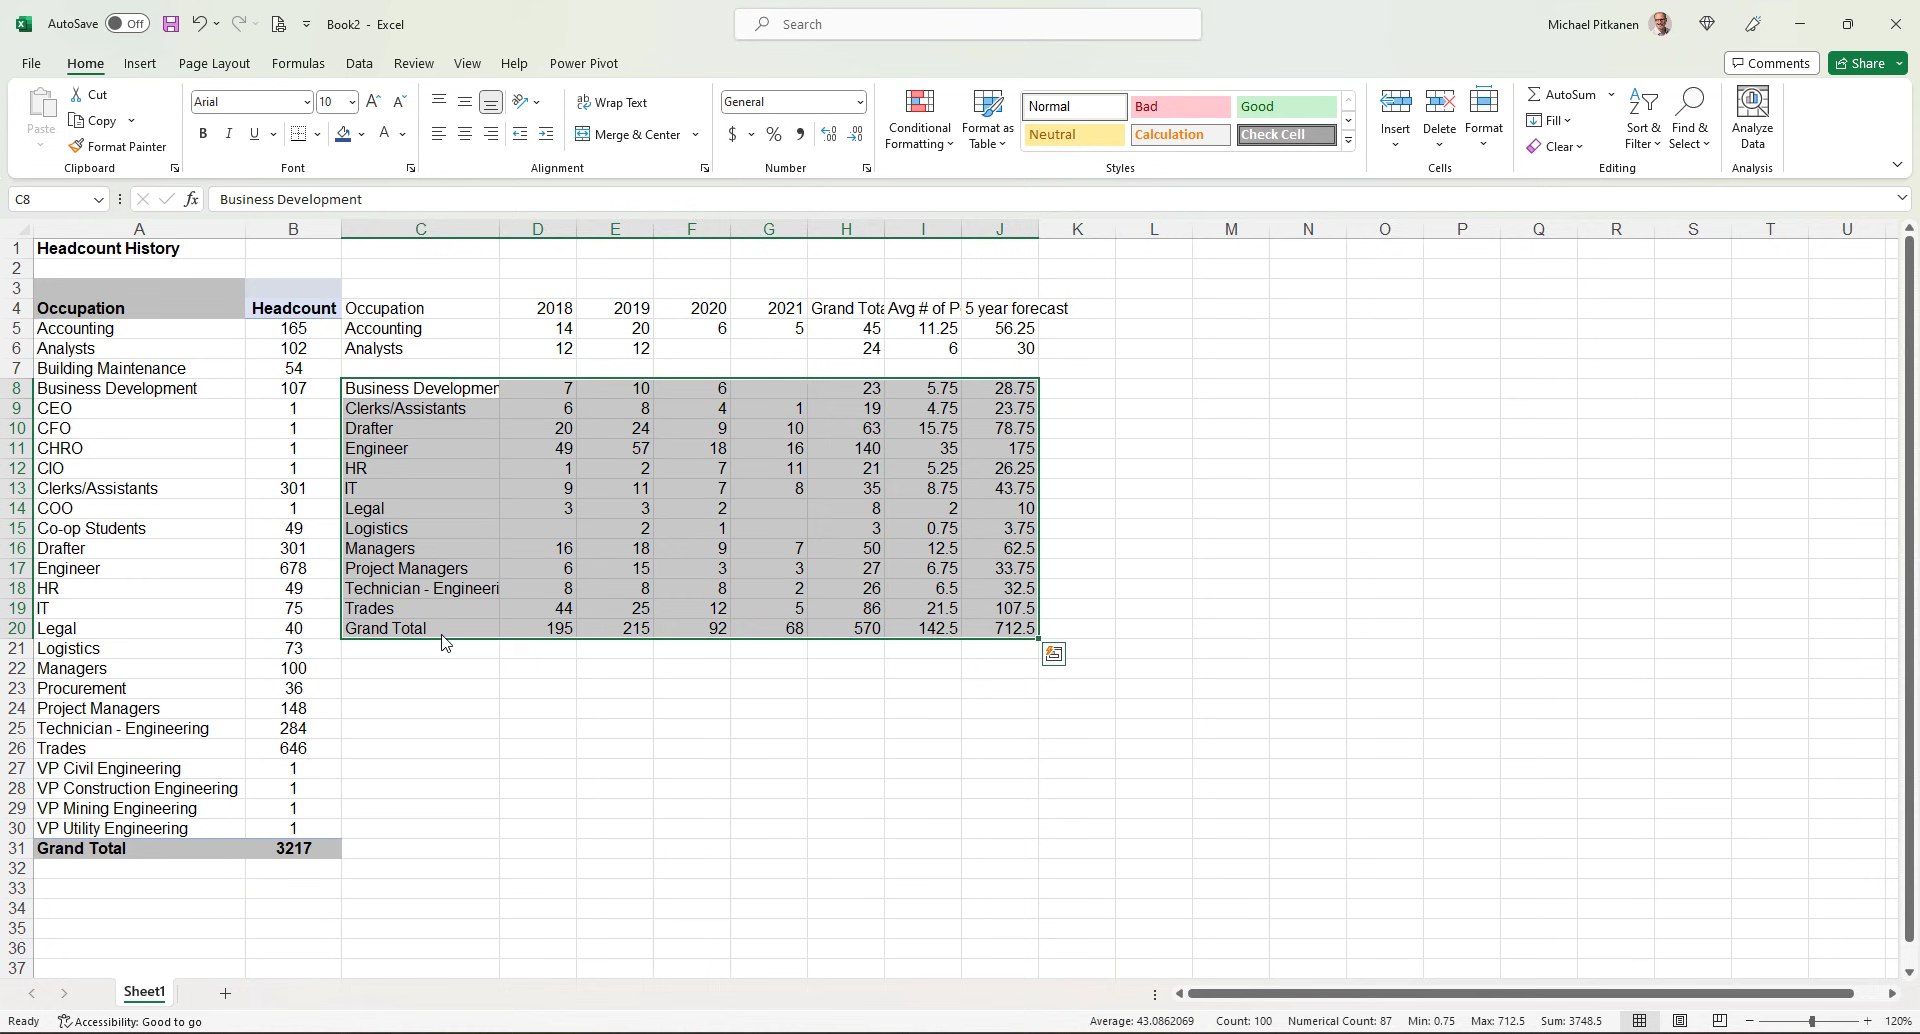 AutoSave Off Book2 - Excel Search Michael Pitkanen
File Home Insert Page Layout Formulas Data Review View Help Power Pivot Comments Share
Paste Cut Copy Format Painter Clipboard
Arial 10 B I U A Font
Wrap Text Merge & Center Alignment
General $ % Number
Conditional Formatting Format as Table Normal Bad Good Neutral Calculation Check Cell Styles
Insert Delete Format Cells
AutoSum Fill Clear Sort & Filter Find & Select Editing
Analyze Data Analysis
C8 fx Business Development
A B C D E F G H I J K L M N O P Q R S T U
1 Headcount History
2
3
4 Occupation Headcount Occupation 2018 2019 2020 2021 Grand Tota Avg # of P 5 year forecast
5 Accounting 165 Accounting 14 20 6 5 45 11.25 56.25
6 Analysts 102 Analysts 12 12 24 6 30
7 Building Maintenance 54
8 Business Development 107 Business Developmen 7 10 6 23 5.75 28.75
9 CEO 1 Clerks/Assistants 6 8 4 1 19 4.75 23.75
10 CFO 1 Drafter 20 24 9 10 63 15.75 78.75
11 CHRO 1 Engineer 49 57 18 16 140 35 175
12 CIO 1 HR 1 2 7 11 21 5.25 26.25
13 Clerks/Assistants 301 IT 9 11 7 8 35 8.75 43.75
14 COO 1 Legal 3 3 2 8 2 10
15 Co-op Students 49 Logistics 2 1 3 0.75 3.75
16 Drafter 301 Managers 16 18 9 7 50 12.5 62.5
17 Engineer 678 Project Managers 6 15 3 3 27 6.75 33.75
18 HR 49 Technician - Engineeri 8 8 8 2 26 6.5 32.5
19 IT 75 Trades 44 25 12 5 86 21.5 107.5
20 Legal 40 Grand Total 195 215 92 68 570 142.5 712.5
21 Logistics 73
22 Managers 100
23 Procurement 36
24 Project Managers 148
25 Technician - Engineering 284
26 Trades 646
27 VP Civil Engineering 1
28 VP Construction Engineering 1
29 VP Mining Engineering 1
30 VP Utility Engineering 1
31 Grand Total 3217
32
33
34
35
36
37
Sheet1
Ready Accessibility: Good to go Average: 43.0862069 Count: 100 Numerical Count: 87 Min: 0.75 Max: 712.5 Sum: 3748.5 120%